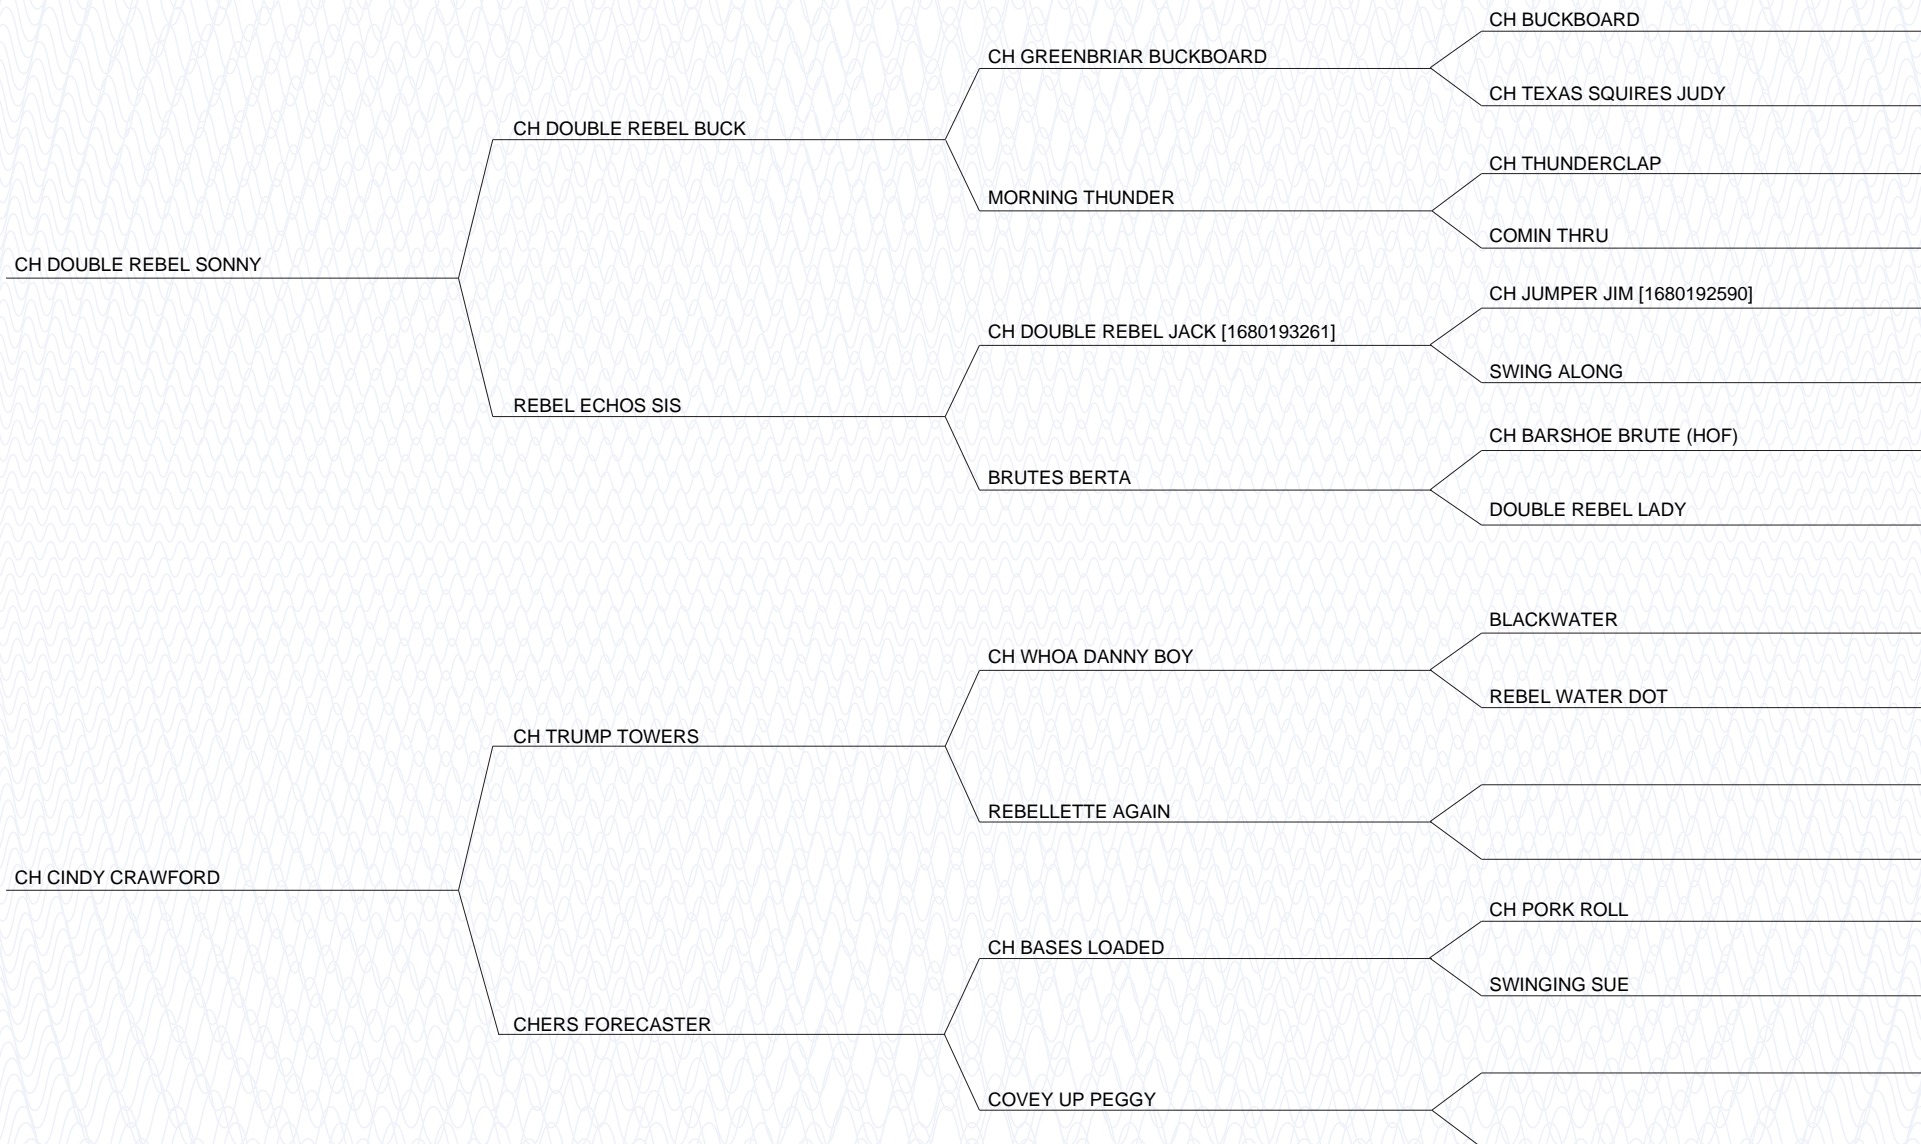 CH BUCKBOARD
CH GREENBRIAR BUCKBOARD
CH TEXAS SQUIRES JUDY
CH DOUBLE REBEL BUCK
CH THUNDERCLAP
MORNING THUNDER
COMIN THRU
CH DOUBLE REBEL SONNY
CH JUMPER JIM [1680192590]
CH DOUBLE REBEL JACK [1680193261]
SWING ALONG
REBEL ECHOS SIS
CH BARSHOE BRUTE (HOF)
BRUTES BERTA
DOUBLE REBEL LADY
BLACKWATER
CH WHOA DANNY BOY
REBEL WATER DOT
CH TRUMP TOWERS
REBELLETTE AGAIN
CH CINDY CRAWFORD
CH PORK ROLL
CH BASES LOADED
SWINGING SUE
CHERS FORECASTER
COVEY UP PEGGY